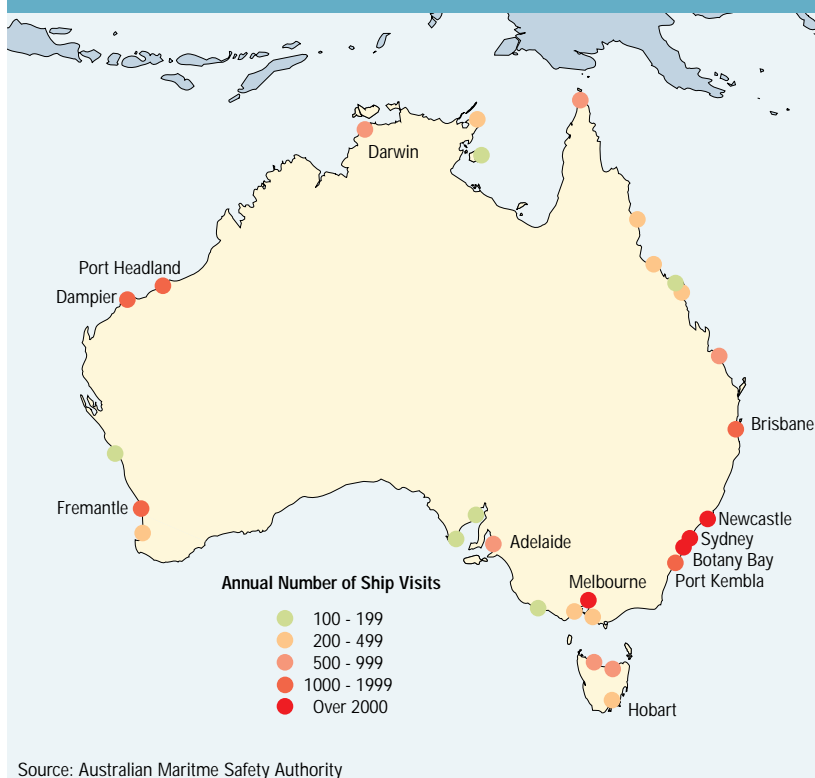 Darwin
Port Headland
Dampier
Brisbane
Fremantle
Newcastle
Sydney
Adelaide
Botany Bay
Melbourne
Port Kembla
Annual Number of Ship Visits
100 - 199
200 - 499
500 - 999
1000 - 1999
Over 2000
Hobart
Source: Australian Maritme Safety Authority